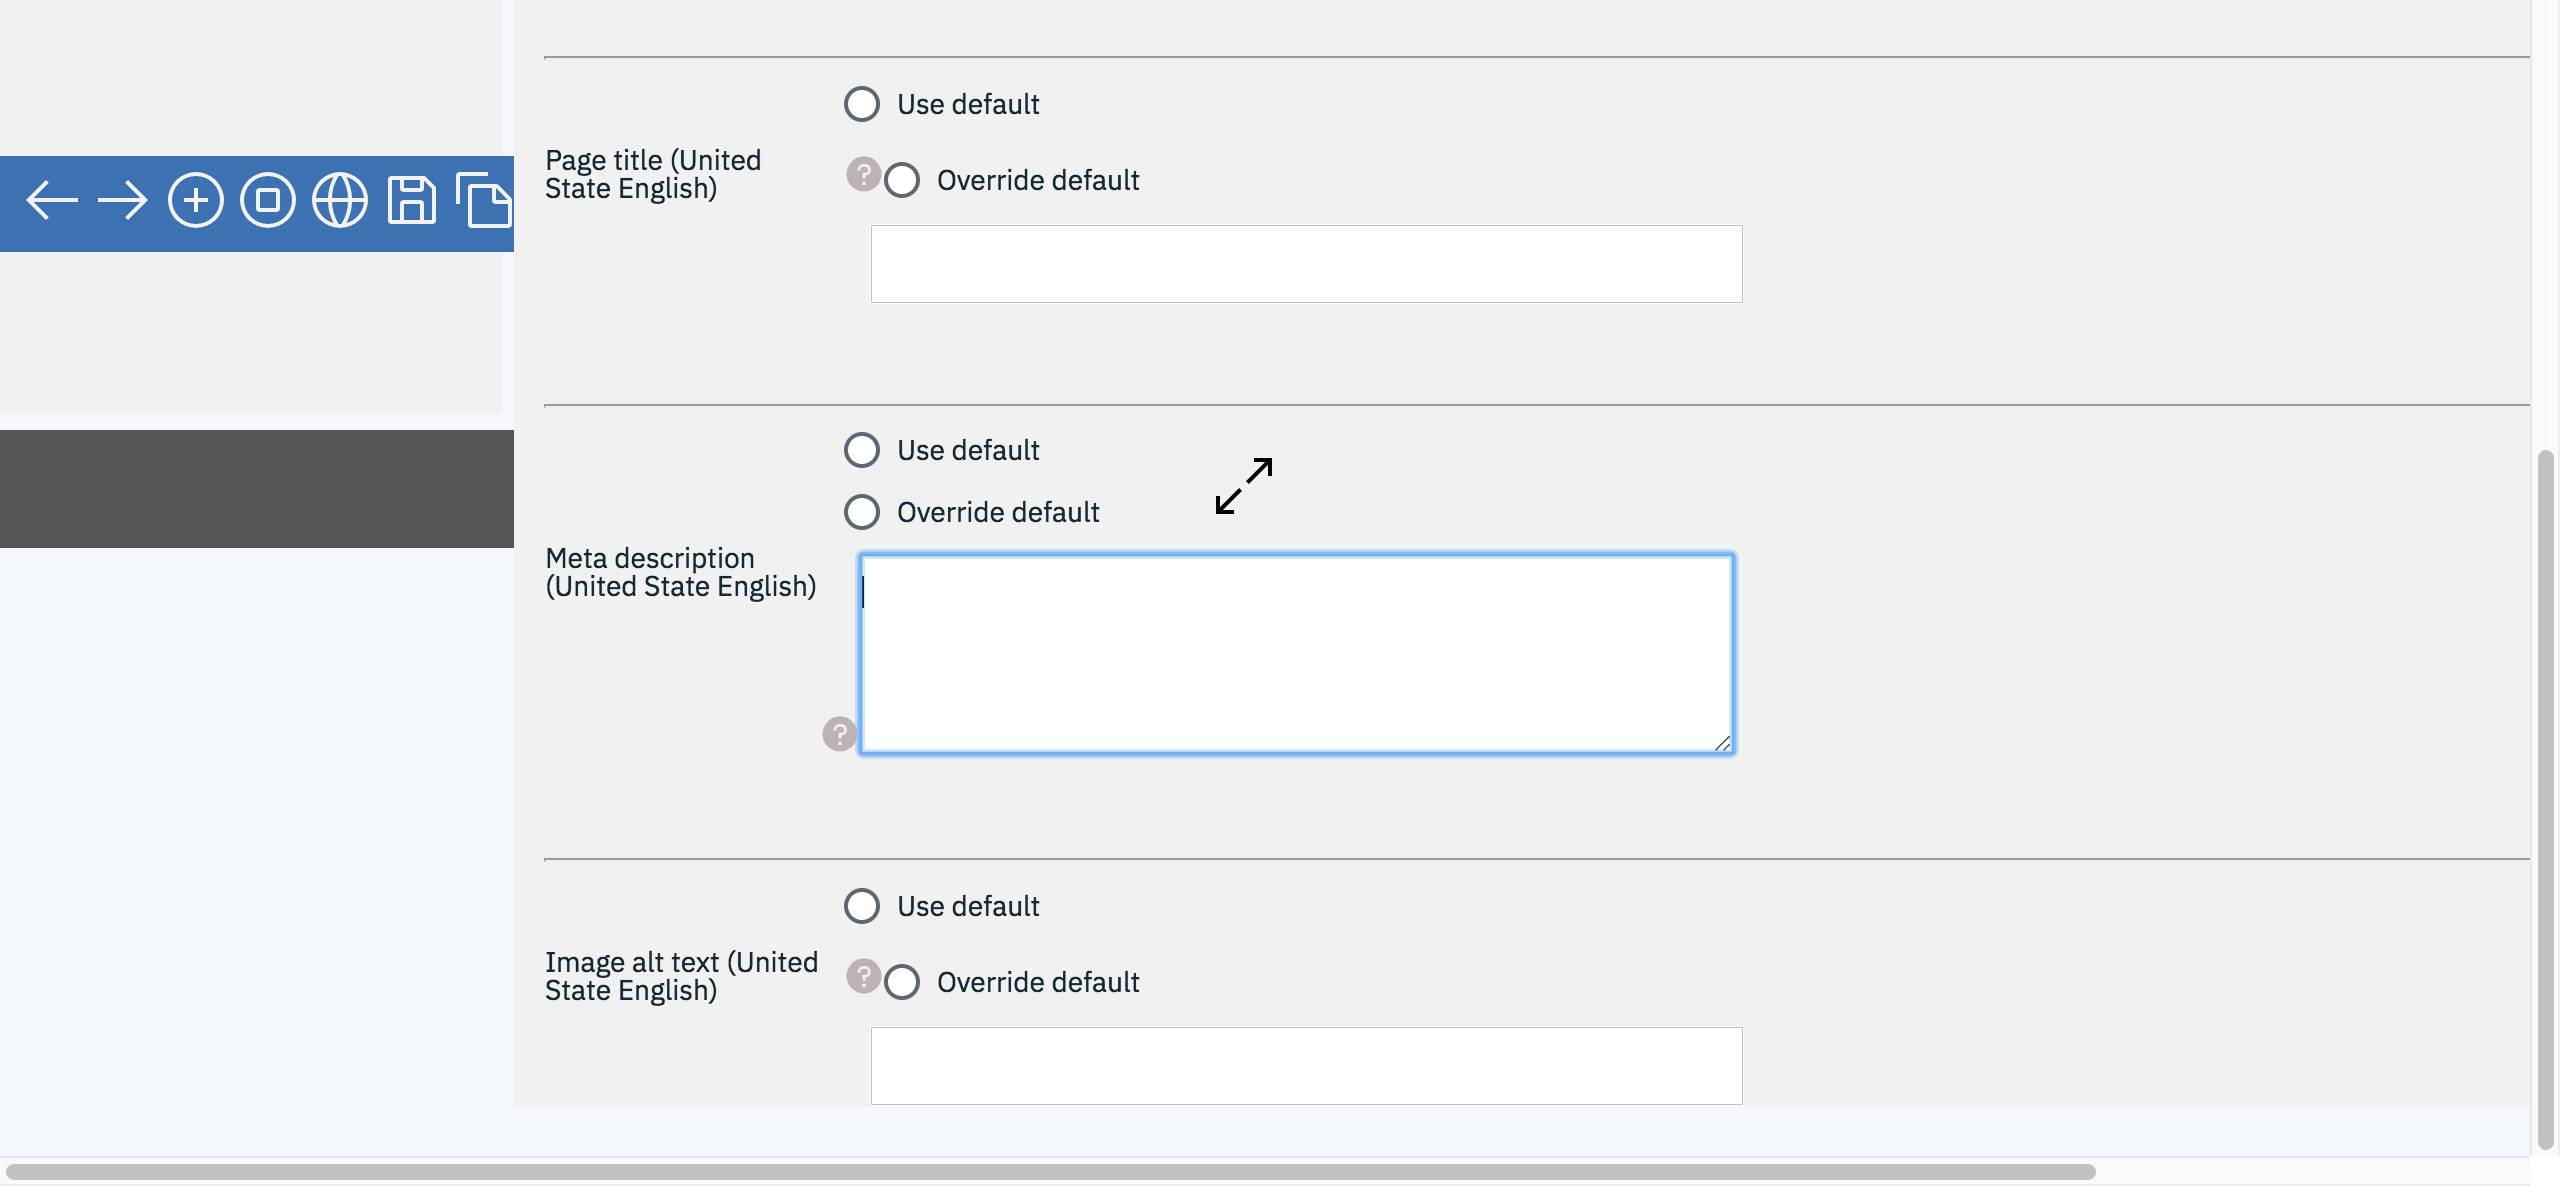 Use default
Page title (United
State English)
? Override default
Use default
Override default
Meta description
(United State English)
?
Use default
Image alt text (United
State English)
? Override default